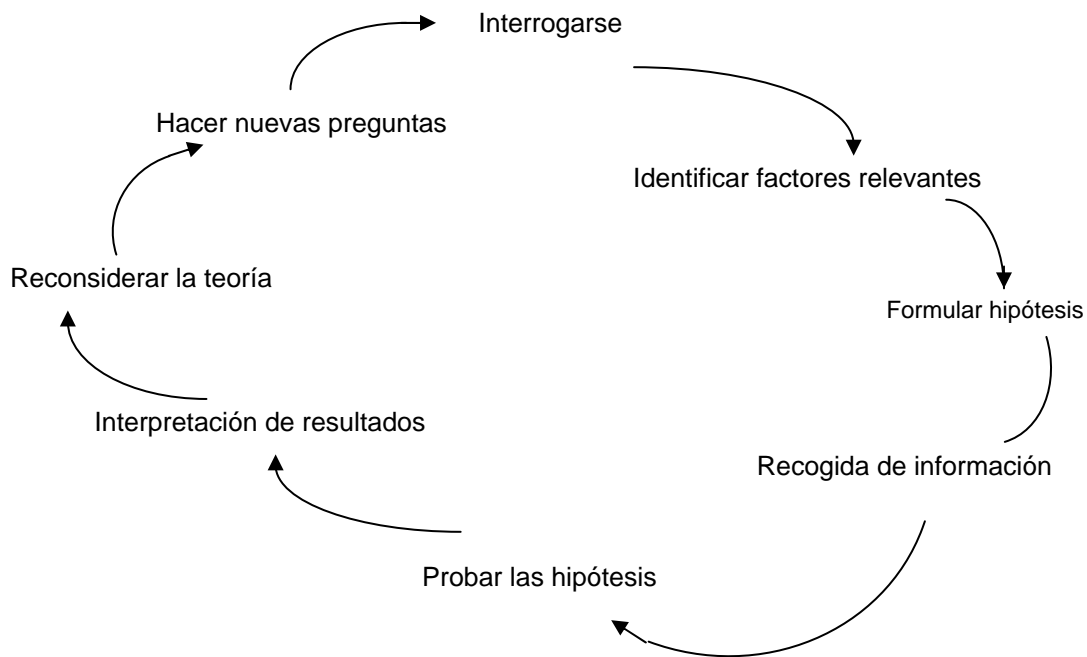 Interrogarse
Hacer nuevas preguntas
Identificar factores relevantes
Reconsiderar la teoría
Formular hipótesis
Interpretación de resultados
Recogida de información
Probar las hipótesis